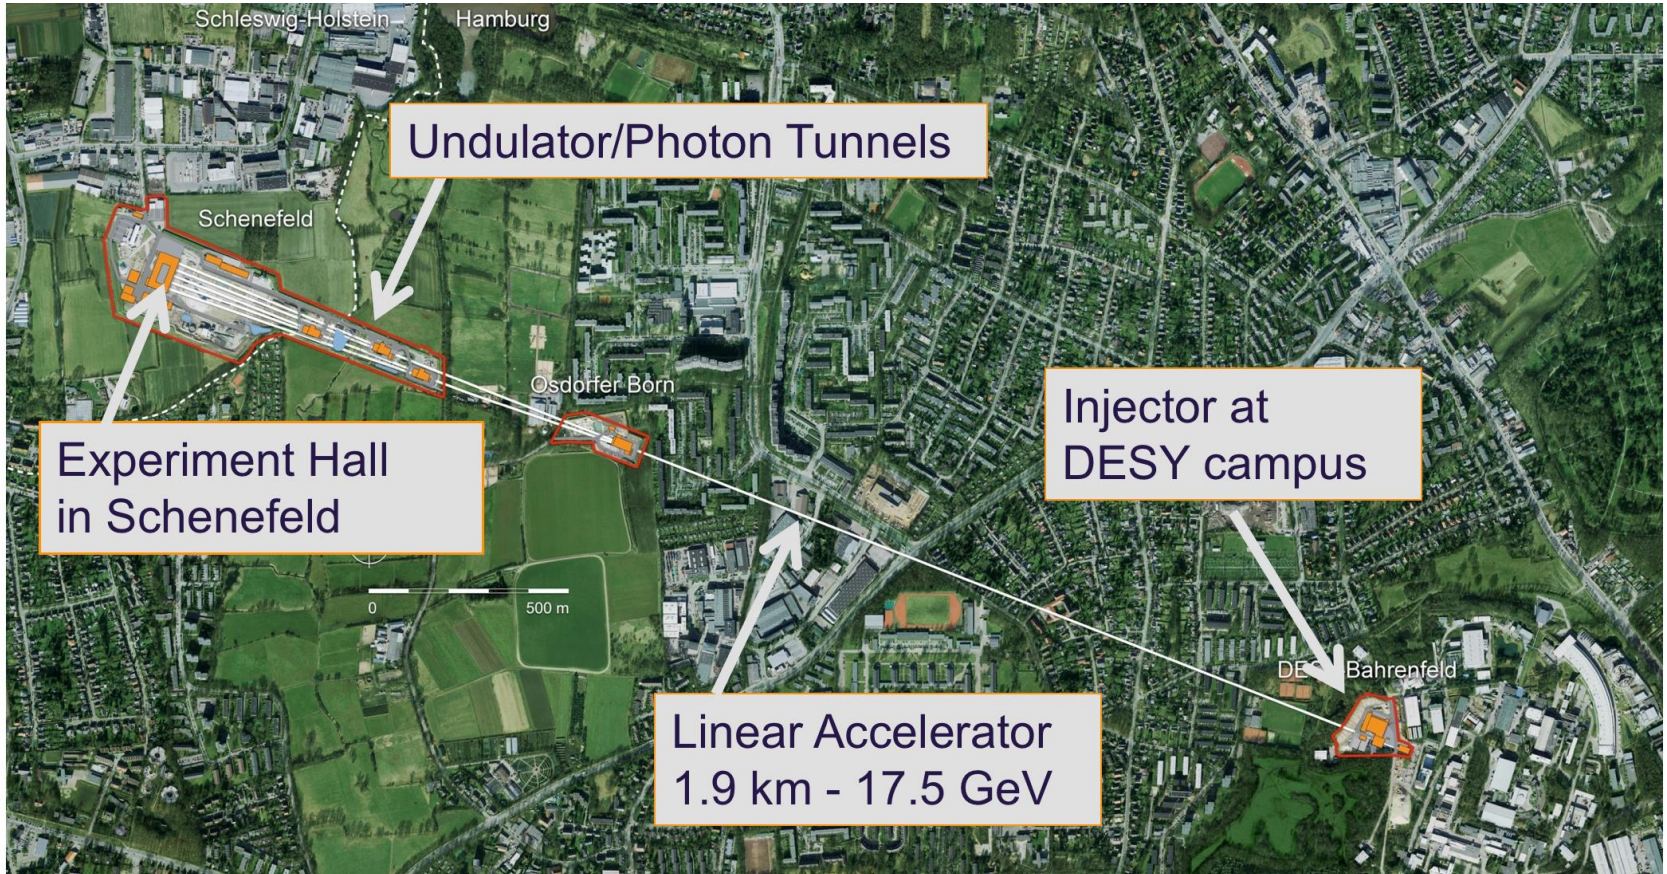 Schleswig-Holstein
Hamburg
Undulator/Photon Tunnels
Schenefeld
Osdorfer Born
Injector at
DESY campus
Experiment Hall
in Schenefeld
0
500 m
Bahrenfeld
Linear Accelerator
1.9 km - 17.5 GeV